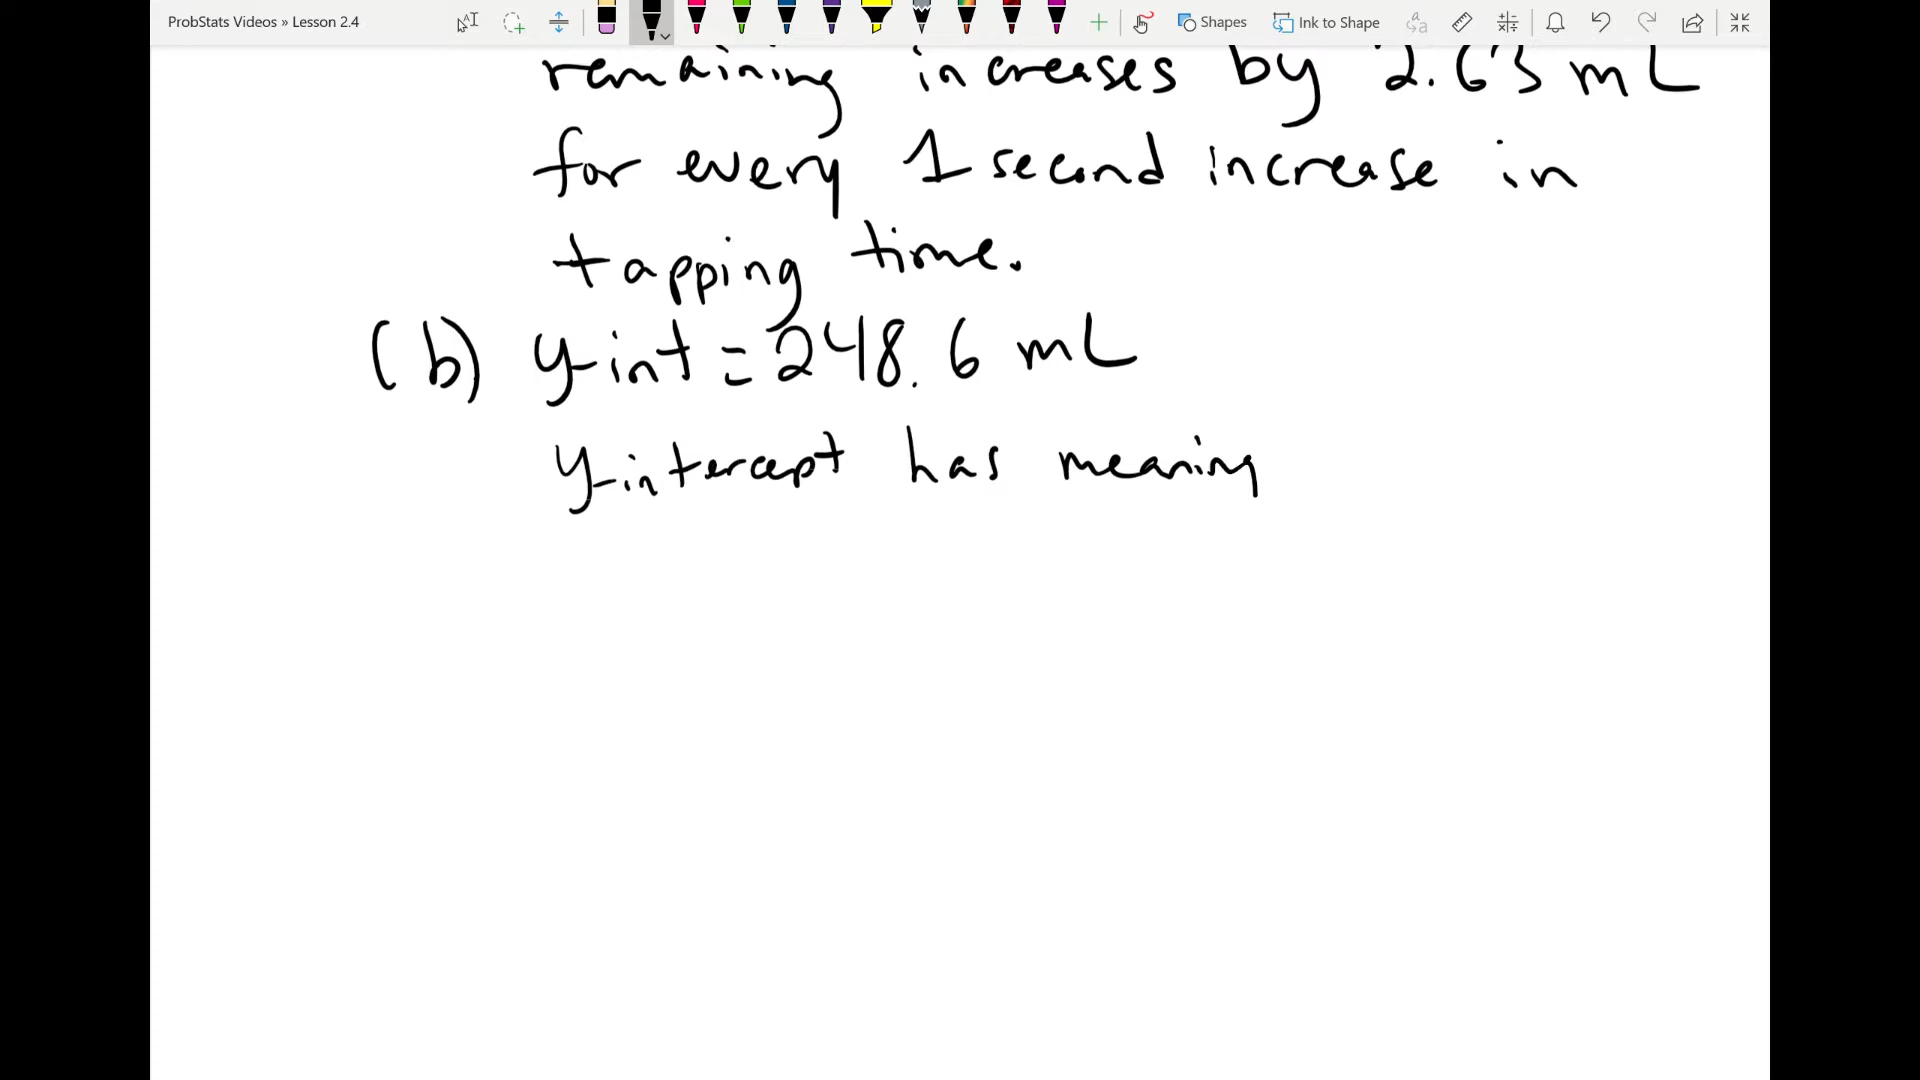 ProbStats Videos » Lesson 2.4 Shapes Ink to Shape
remaining increases by 2.63 mL
for every 1 second increase in
tapping time.
(b) y-int = 248.6 mL
y-intercept has meaning